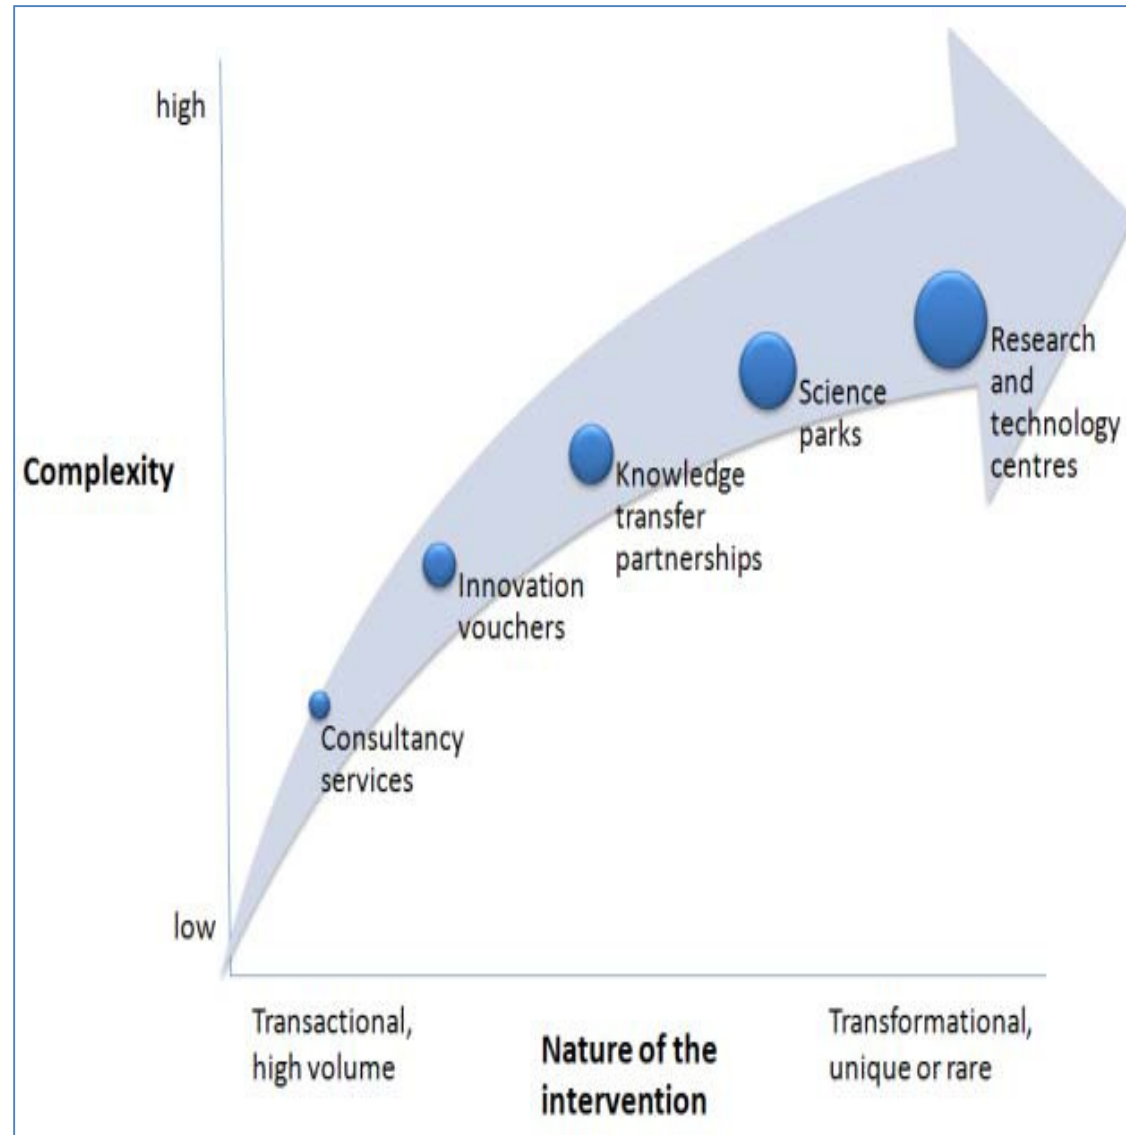 high
Research
and
technology
centres
Science
parks
Complexity
Knowledge
transfer
partnerships
Innovation
vouchers
Consultancy
services
low
Transactional,
high volume
Nature of the
intervention
Transformational,
unique or rare